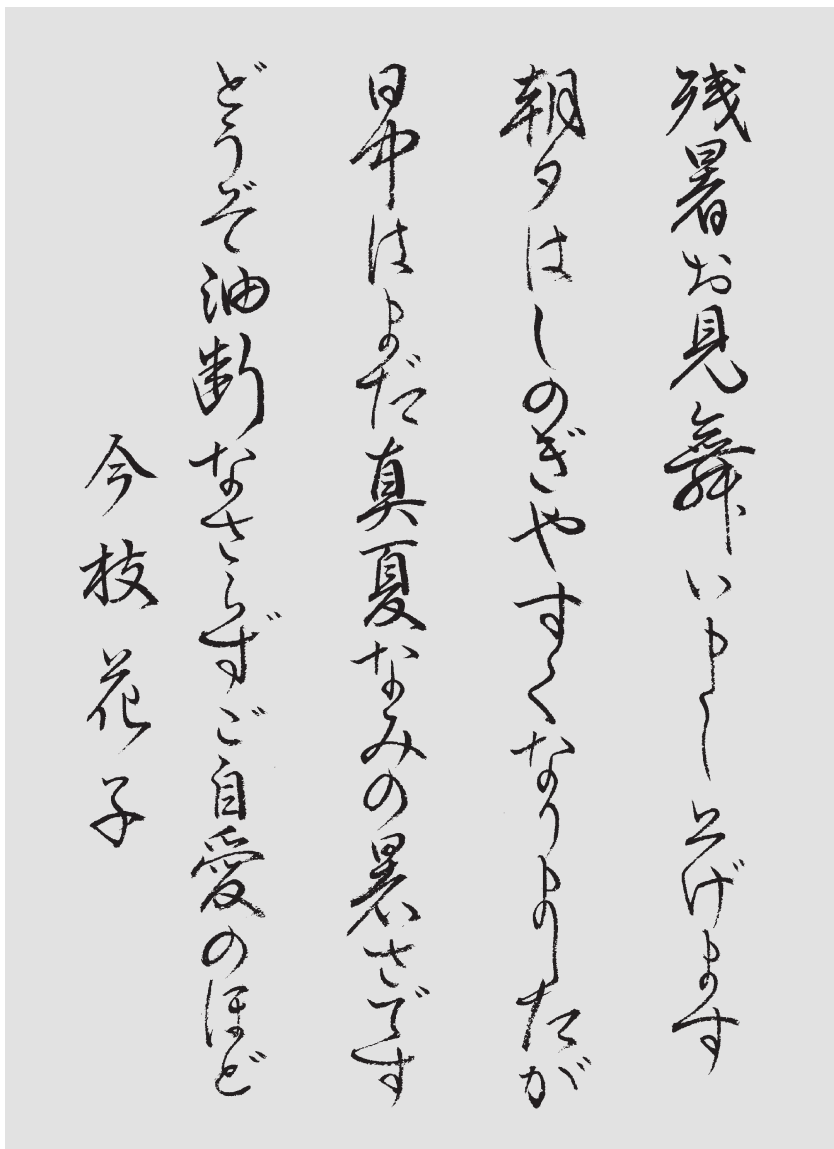 残暑お見舞い申し上げます
朝夕はしのぎやすくなりましたが
日中はまだ真夏なみの暑さです
どうぞ油断なさらずご自愛のほど
今枝花子